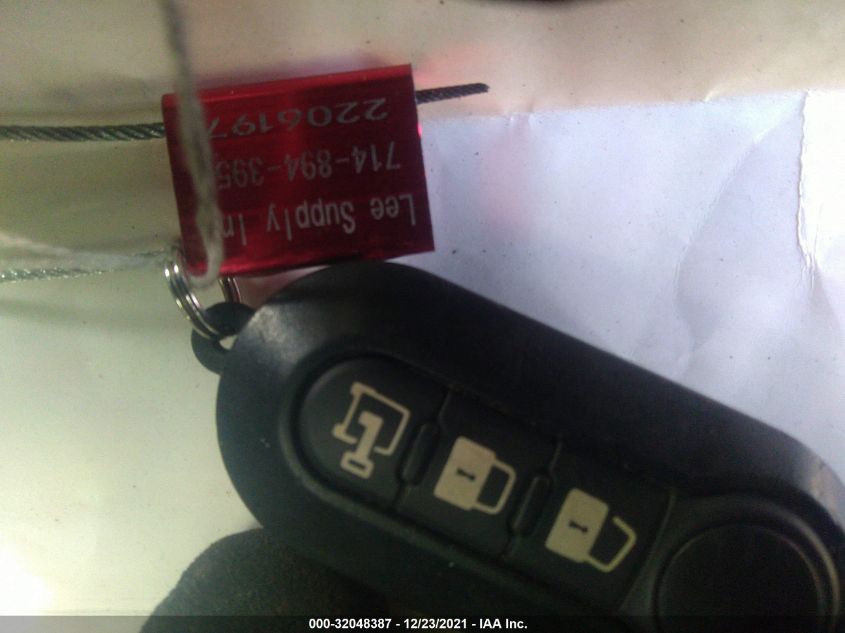 Lee Supply In
714-894-395
2206197
000-32048387 - 12/23/2021 - IAA Inc.